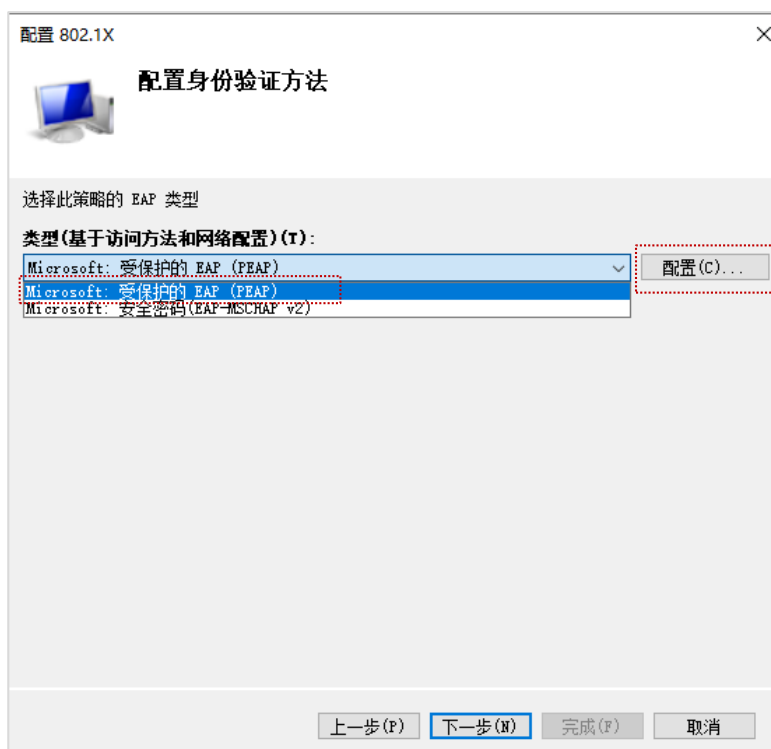 配置 802.1X
配置身份验证方法
选择此策略的 EAP 类型
类型(基于访问方法和网络配置)(T):
Microsoft: 受保护的 EAP (PEAP)
配置(C)...
Microsoft: 受保护的 EAP (PEAP)
Microsoft: 安全密码(EAP-MSCHAP v2)
上一步(P)
下一步(N)
完成(F)
取消